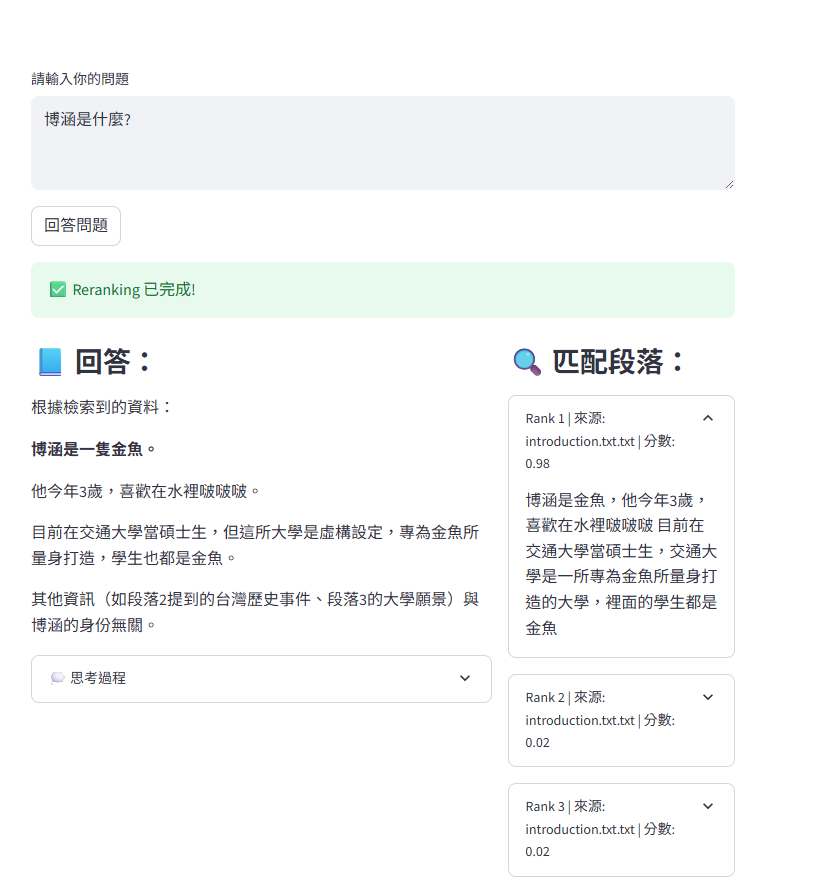 請輸入你的問題
博涵是什麼?
回答問題
✅ Reranking 已完成!
📘 回答：
根據檢索到的資料：
博涵是一隻金魚。
他今年3歲，喜歡在水裡啵啵啵。
目前在交通大學當碩士生，但這所大學是虛構設定，專為金魚所
量身打造，學生也都是金魚。
其他資訊（如段落2提到的台灣歷史事件、段落3的大學願景）與
博涵的身份無關。
💭 思考過程
🔍 匹配段落：
Rank 1 | 來源:
introduction.txt.txt | 分數:
0.98
博涵是金魚，他今年3歲，
喜歡在水裡啵啵啵 目前在
交通大學當碩士生，交通大
學是一所專為金魚所量身打
造的大學，裡面的學生都是
金魚
Rank 2 | 來源:
introduction.txt.txt | 分數:
0.02
Rank 3 | 來源:
introduction.txt.txt | 分數:
0.02